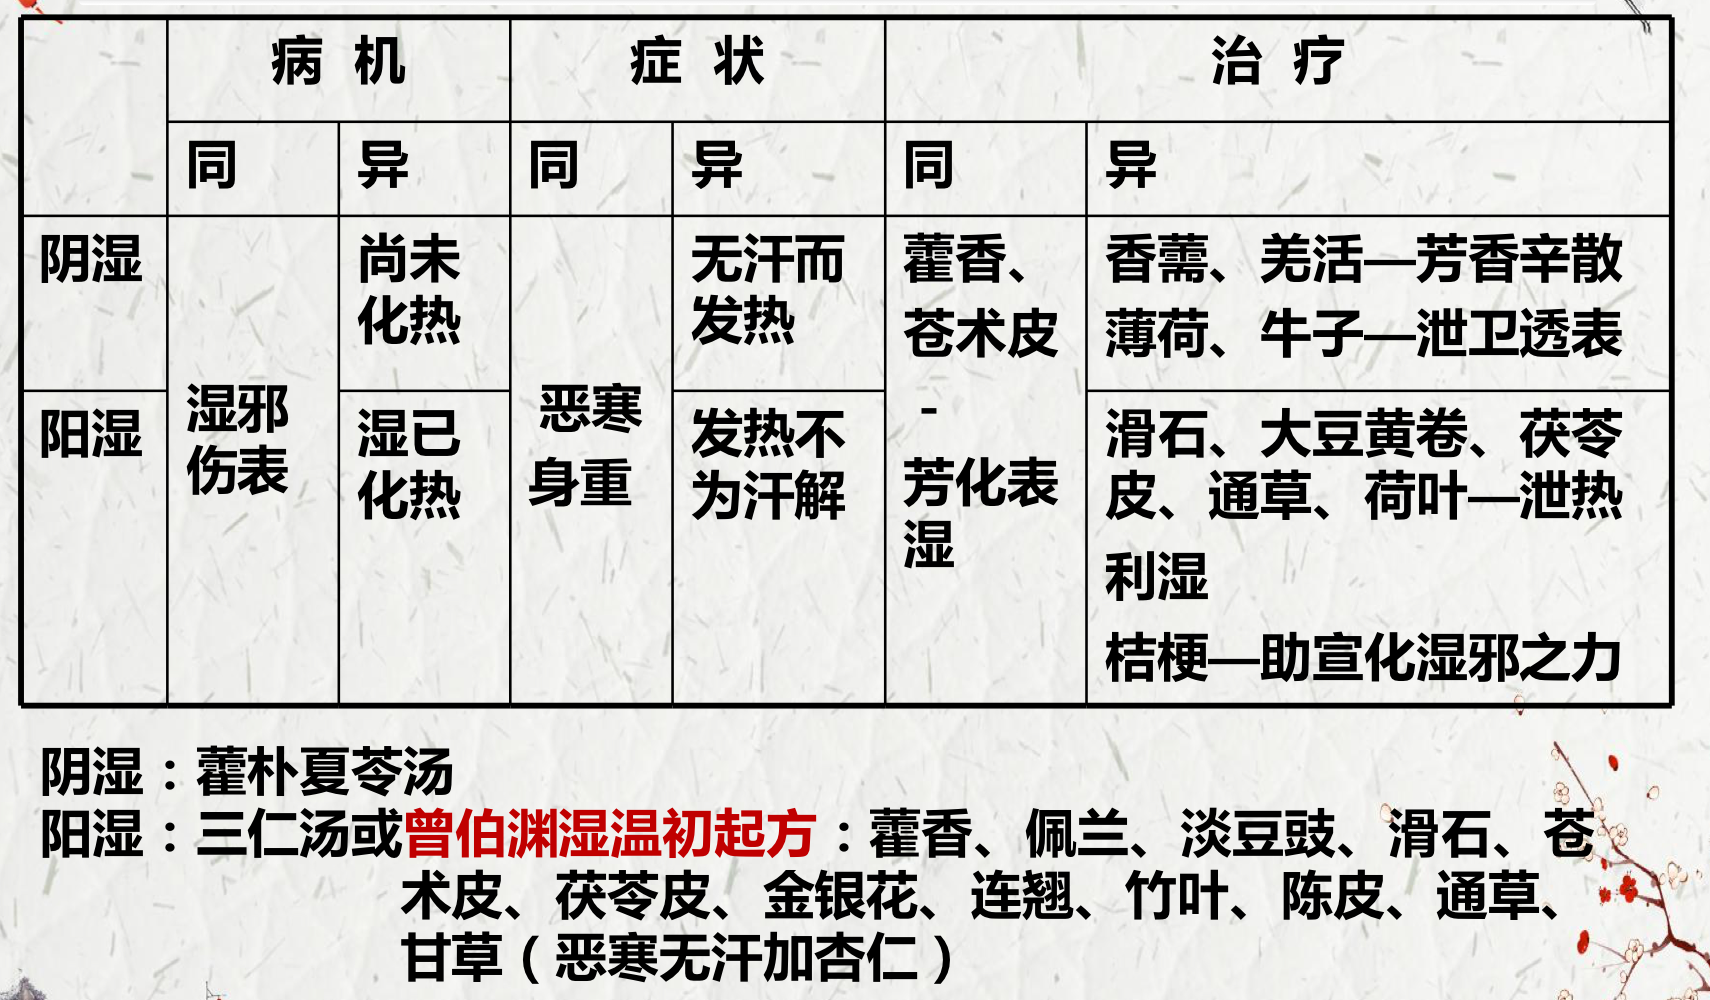 病 机 症 状 治 疗
同 异 同 异 同 异
阴湿
湿邪
伤表
尚未
化热
恶寒
身重
无汗而
发热
藿香、
苍术皮
-
芳化表
湿
香薷、羌活—芳香辛散
薄荷、牛子—泄卫透表
阳湿
湿已
化热
发热不
为汗解
滑石、大豆黄卷、茯苓
皮、通草、荷叶—泄热
利湿
桔梗—助宣化湿邪之力
阴湿：藿朴夏苓汤
阳湿：三仁汤或曾伯渊湿温初起方：藿香、佩兰、淡豆豉、滑石、苍
术皮、茯苓皮、金银花、连翘、竹叶、陈皮、通草、
甘草（恶寒无汗加杏仁）